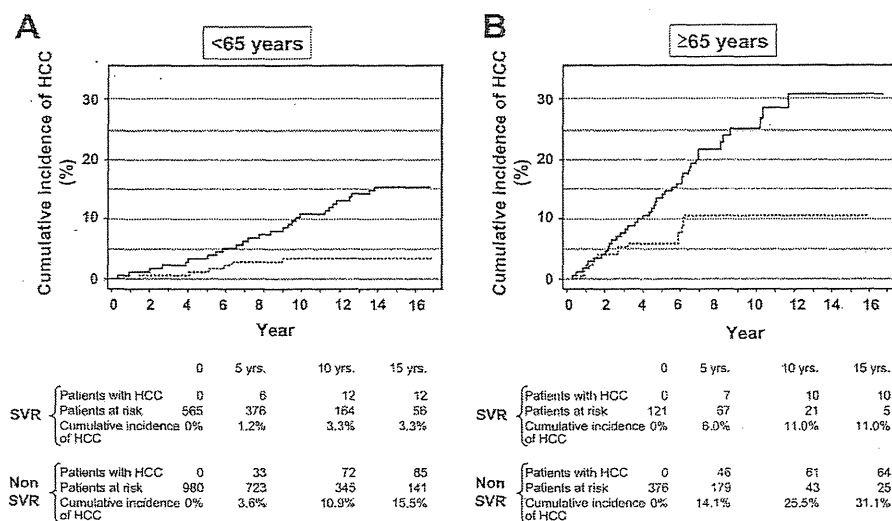 A
<65 years
Cumulative Incidence of HCC
(%)
30
20
10
0
0 2 4 6 8 10 12 14 16
Year
0 5 yrs. 10 yrs. 15 yrs.
SVR
Patients with HCC 0 6 12 12
Patients at risk 565 376 164 56
Cumulative incidence 0% 1.2% 3.3% 3.3%
of HCC
Non
SVR
Patients with HCC 0 33 72 85
Patients at risk 980 723 345 141
Cumulative incidence 0% 3.6% 10.9% 15.5%
of HCC
B
≥65 years
Cumulative Incidence of HCC
(%)
30
20
10
0
0 2 4 6 8 10 12 14 16
Year
0 5 yrs. 10 yrs. 15 yrs.
SVR
Patients with HCC 0 7 10 10
Patients at risk 121 67 21 5
Cumulative incidence 0% 6.0% 11.0% 11.0%
of HCC
Non
SVR
Patients with HCC 0 46 61 64
Patients at risk 376 179 43 25
Cumulative incidence 0% 14.1% 25.5% 31.1%
of HCC